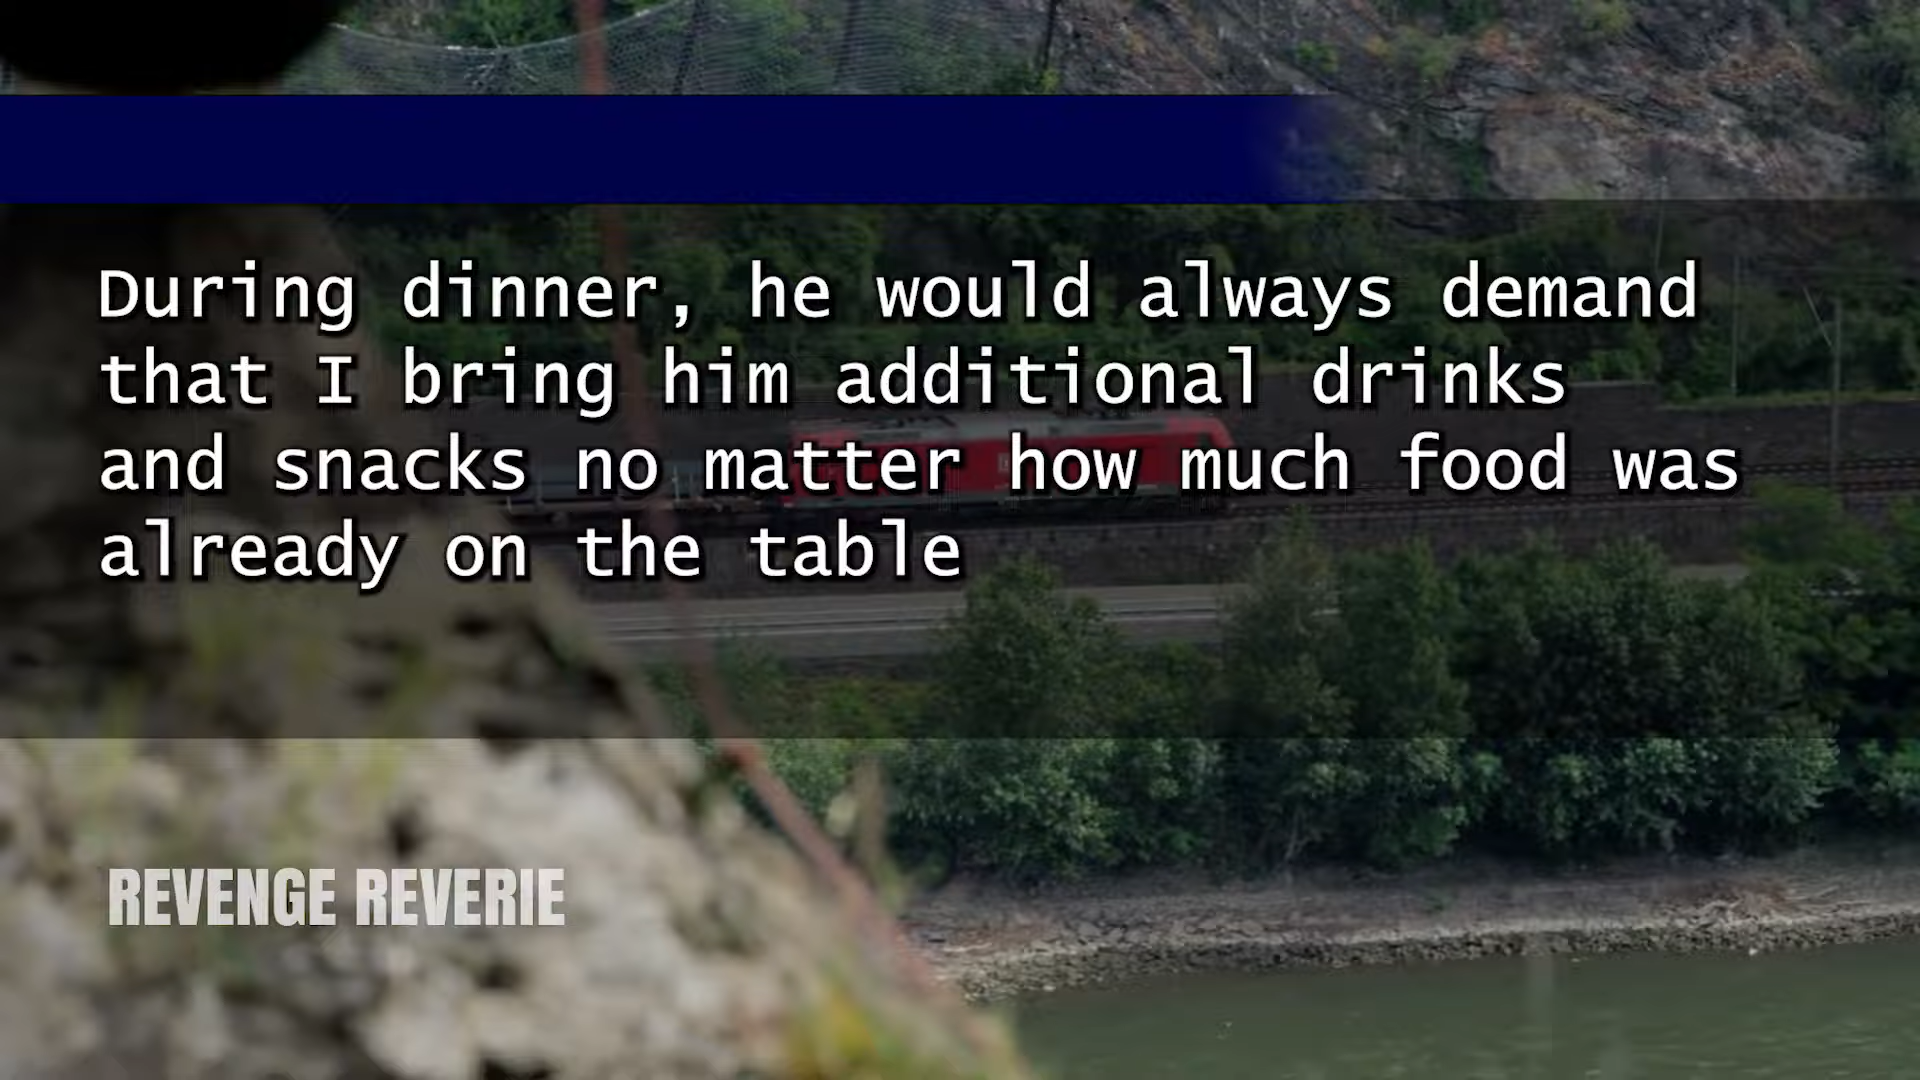 During dinner, he would always demand
that I bring him additional drinks
and snacks no matter how much food was
already on the table
REVENGE REVERIE